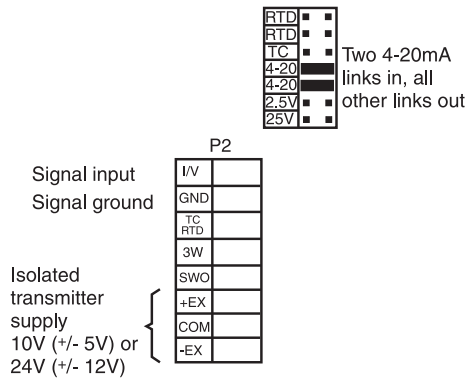 RTD
RTD
TC
4-20
4-20
2.5V
25V
Two 4-20mA
links in, all
other links out
P2
Signal input
I/V
Signal ground
GND
TC
RTD
3W
SWO
Isolated
transmitter
supply
10V (+/- 5V) or
24V (+/- 12V)
+EX
COM
-EX